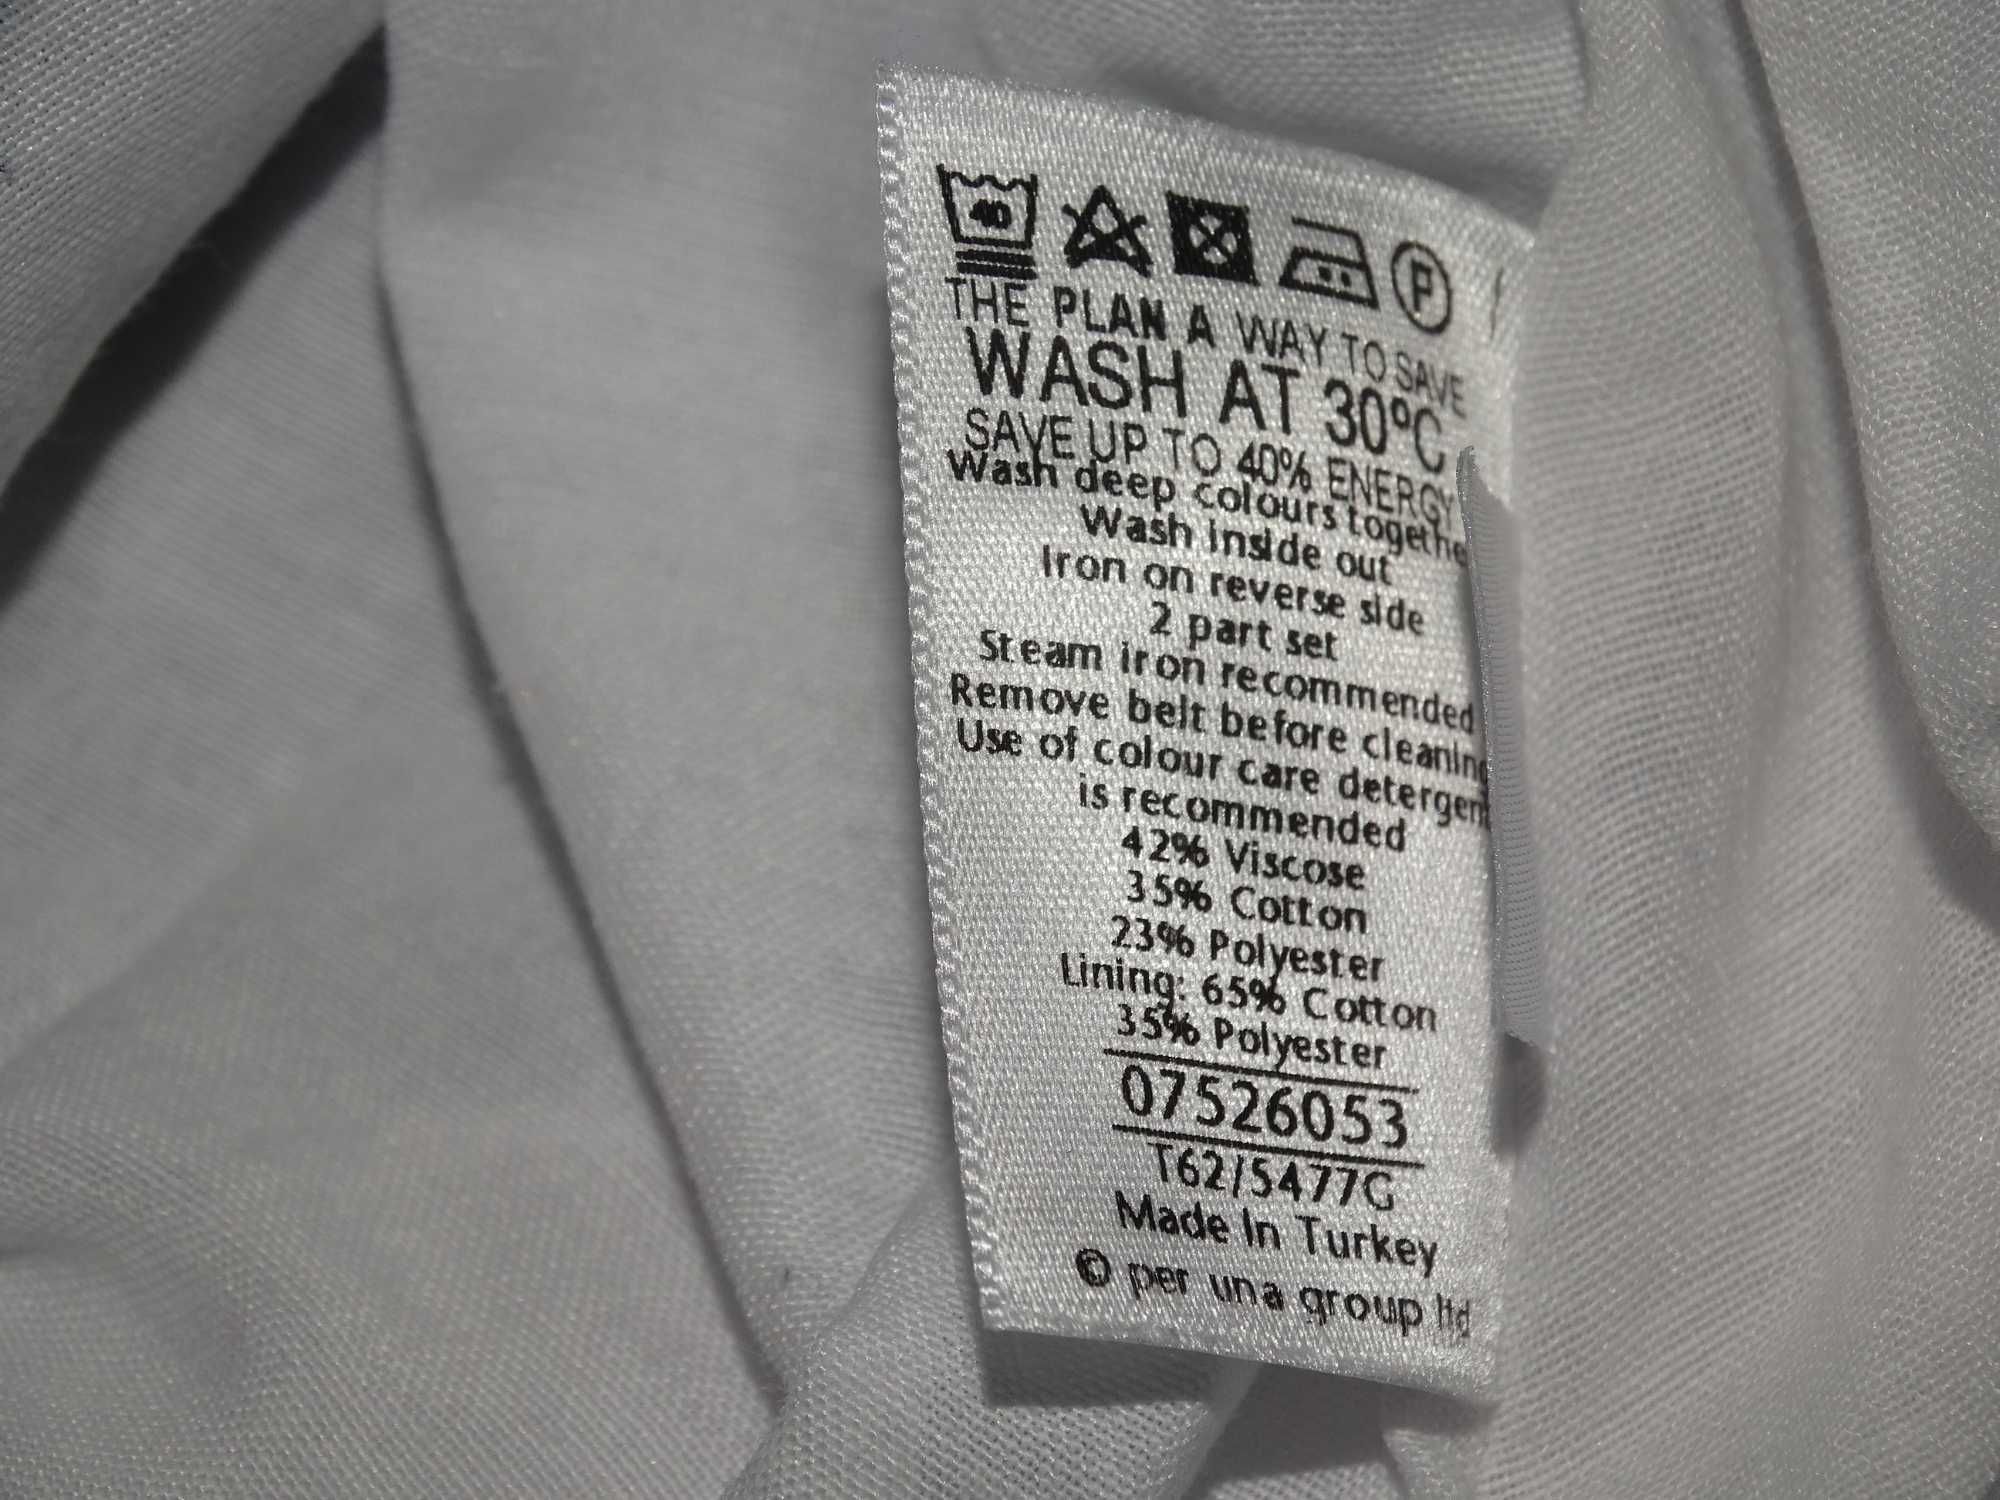 40
P
THE PLAN A WAY TO SAVE
WASH AT 30°C
SAVE UP TO 40% ENERGY
Wash deep colours togethe
Wash inside out
Iron on reverse side
2 part set
Steam iron recommended
Remove belt before cleaning
Use of colour care detergent
is recommended
42% Viscose
35% Cotton
23% Polyester
Lining: 65% Cotton
35% Polyester
07526053
T62/5477G
Made In Turkey
© per una group ltd